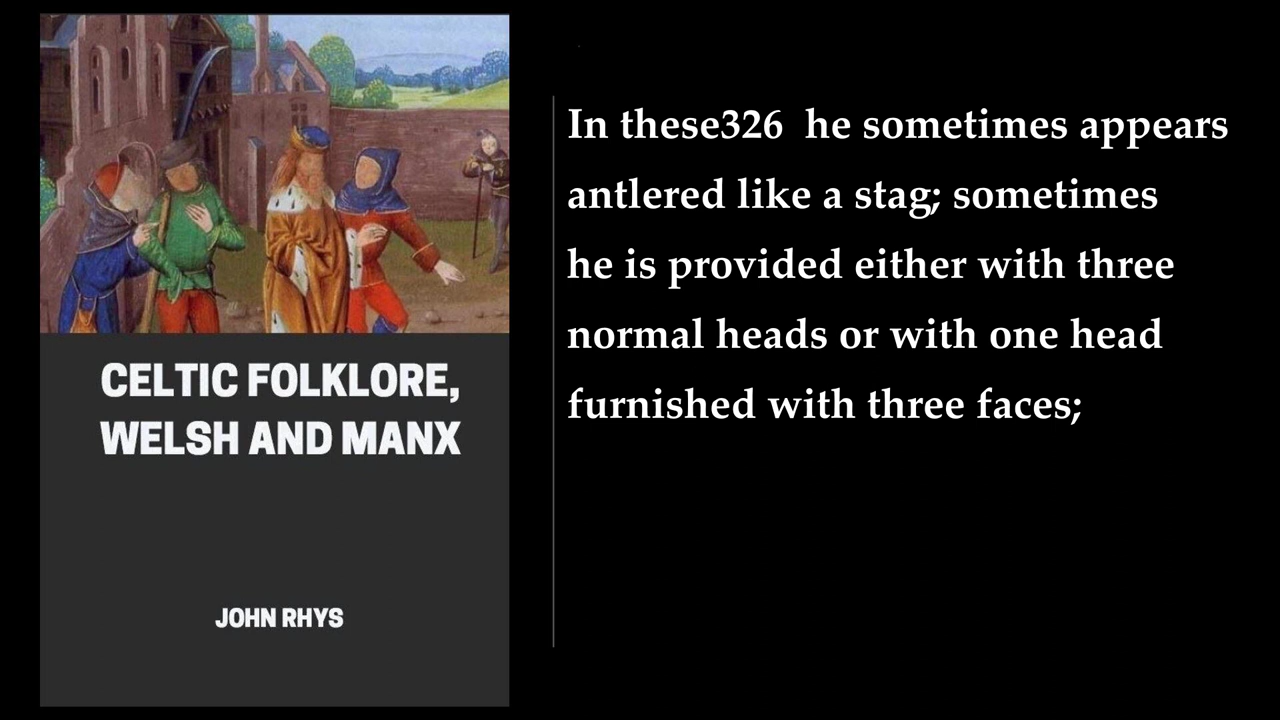 CELTIC FOLKLORE,
WELSH AND MANX
JOHN RHYS
In these326  he sometimes appears
antlered like a stag; sometimes
he is provided either with three
normal heads or with one head
furnished with three faces;